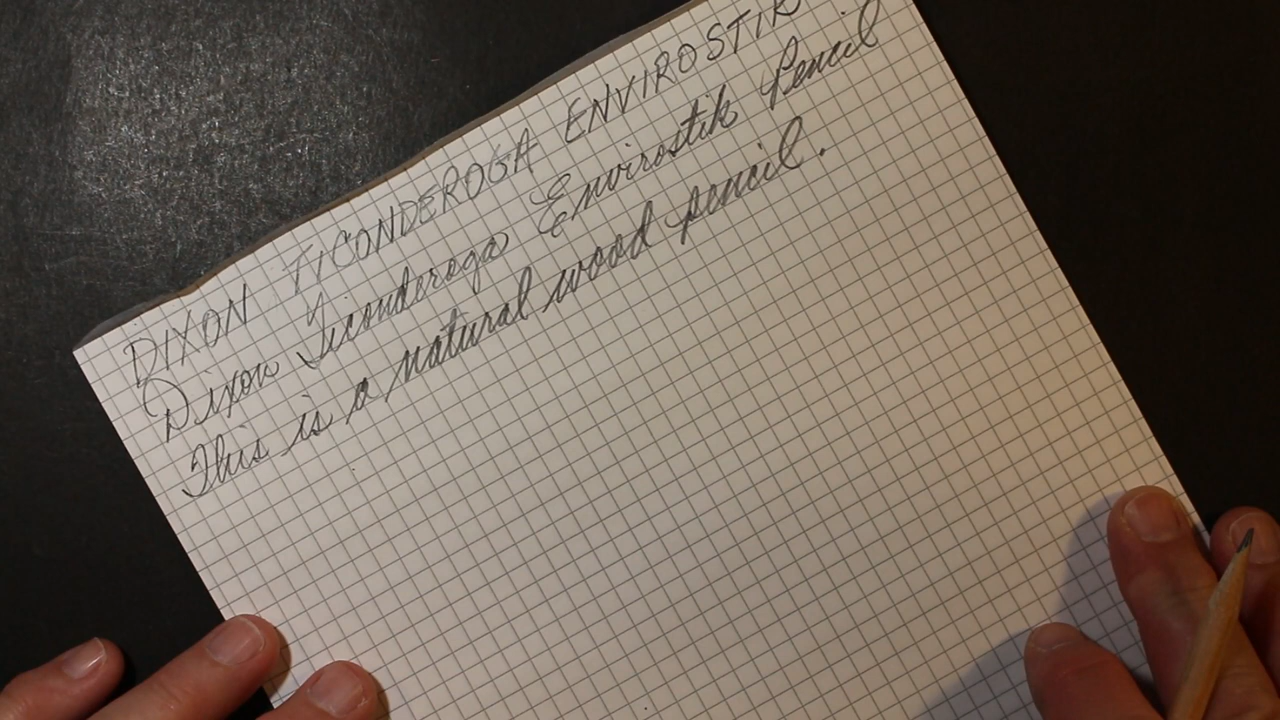 DIXON TICONDEROGA ENVIROSTIK
Dixon Ticonderoga Envirostik Pencil
This is a natural wood pencil.